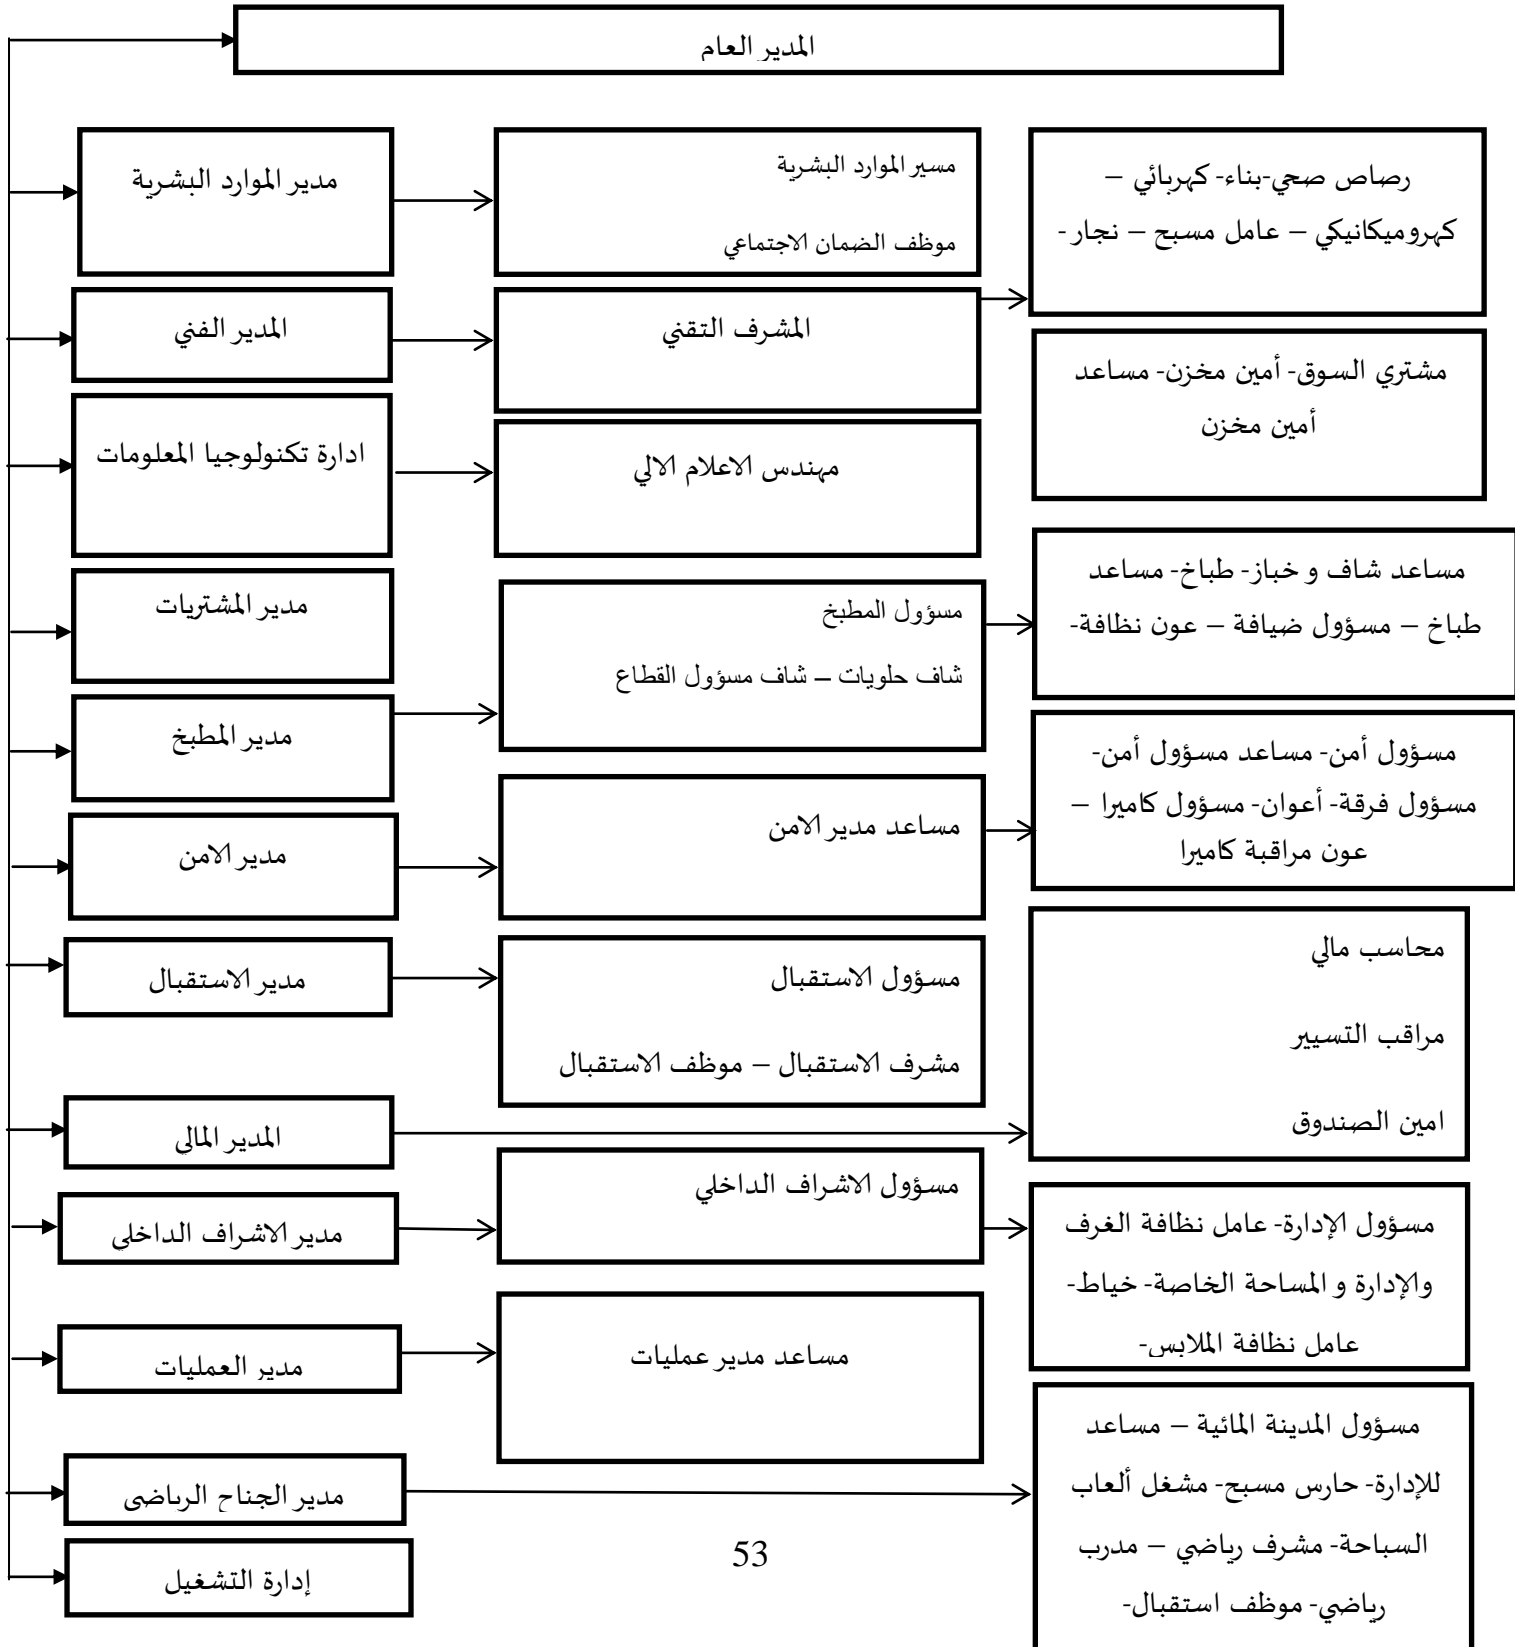 المدير العام
مدير الموارد البشرية
مسير الموارد البشرية
موظف الضمان الاجتماعي
رصاص صحي-بناء- كهربائي –
كهروميكانيكي – عامل مسبح – نجار-
المدير الفني
المشرف التقني
مشتري السوق- أمين مخزن- مساعد
أمين مخزن
ادارة تكنولوجيا المعلومات
مهندس الاعلام الالي
مدير المشتريات
مسؤول المطبخ
شاف حلويات – شاف مسؤول القطاع
مساعد شاف و خباز- طباخ- مساعد
طباخ – مسؤول ضيافة – عون نظافة-
مدير المطبخ
مسؤول أمن- مساعد مسؤول أمن-
مسؤول فرقة- أعوان- مسؤول كاميرا –
عون مراقبة كاميرا
مدير الامن
مساعد مدير الامن
مدير الاستقبال
مسؤول الاستقبال
مشرف الاستقبال – موظف الاستقبال
محاسب مالي
مراقب التسيير
امين الصندوق
المدير المالي
مدير الاشراف الداخلي
مسؤول الاشراف الداخلي
مسؤول الإدارة- عامل نظافة الغرف
والإدارة و المساحة الخاصة- خياط-
عامل نظافة الملابس-
مدير العمليات
مساعد مدير عمليات
مدير الجناح الرياضي
مسؤول المدينة المائية – مساعد
للإدارة- حارس مسبح- مشغل ألعاب
السباحة- مشرف رياضي – مدرب
رياضي- موظف استقبال-
إدارة التشغيل
53